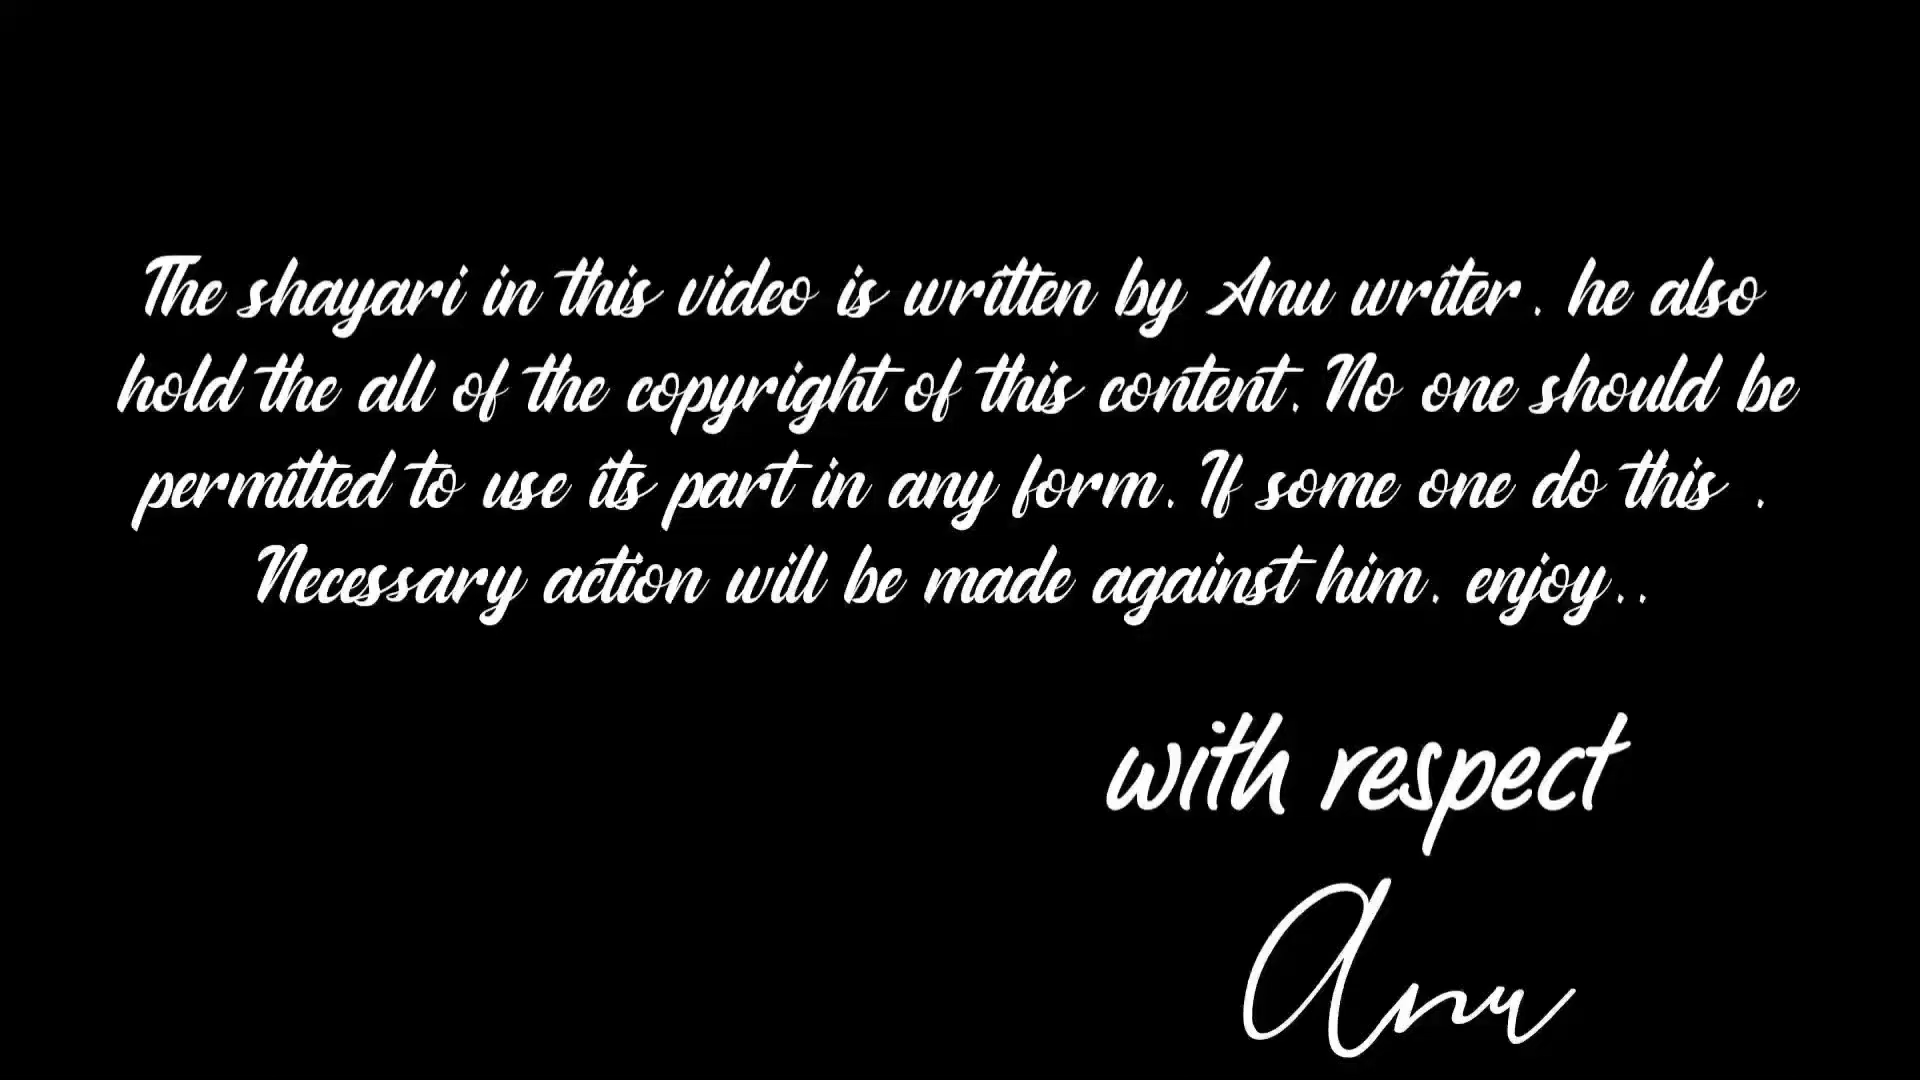 The shayari in this video is written by Anu writer. he also
hold the all of the copyright of this content. No one should be
permitted to use its part in any form. If some one do this .
Necessary action will be made against him. enjoy..
with respect
Anu